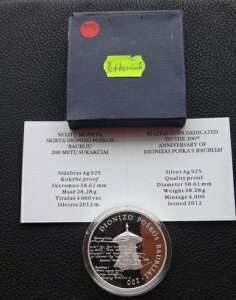 50 LITŲ MONETA,
SKIRTA DIONIZO POŠKOS
BAUBLIŲ
200 METŲ SUKAKČIAI
Sidabras Ag 925
Kokybė proof
Skersmuo 38,61 mm
Masė 28,28 g
Tiražas 4 000 vnt.
Išleista 2012 m.
50 LITAS COIN DEDICATED
TO THE 200th
ANNIVERSARY OF
DIONIZAS POŠKA'S BAUBLIAI
Silver Ag 925
Quality proof
Diameter 38.61 mm
Weight 28.28 g
Mintage 4,000
Issued 2012
DIONIZO POŠKOS BAUBLIAI 200